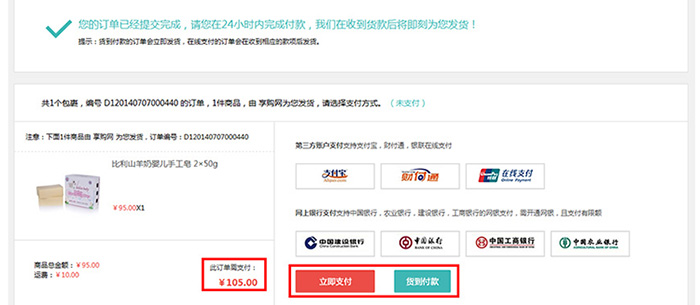 您的订单已经提交完成，请您在24小时内完成付款，我们在收到货款后将即刻为您发货！
提示：货到付款的订单会立即发货，在线支付的订单会在收到相应的款项后发货。
共1个包裹，编号 D120140707000440 的订单，1件商品，由 享购网为您发货，请选择支付方式。（未支付）
注意：下面1件商品由 享购网 为您发货，订单编号：D120140707000440
比利山羊奶婴儿手工皂 2×50g
￥95.00X1
商品总金额：￥95.00
运费：￥10.00
此订单需支付：
￥105.00
第三方账户支付支持支付宝，财付通，银联在线支付
支付宝
财付通
在线支付
Online Payment
网上银行支付支持中国银行，农业银行，建设银行，工商银行的网银支付，需开通网银，且支付有限额
中国建设银行
China Construction Bank
中国银行
BANK OF CHINA
中国工商银行
中国农业银行
立即支付
货到付款